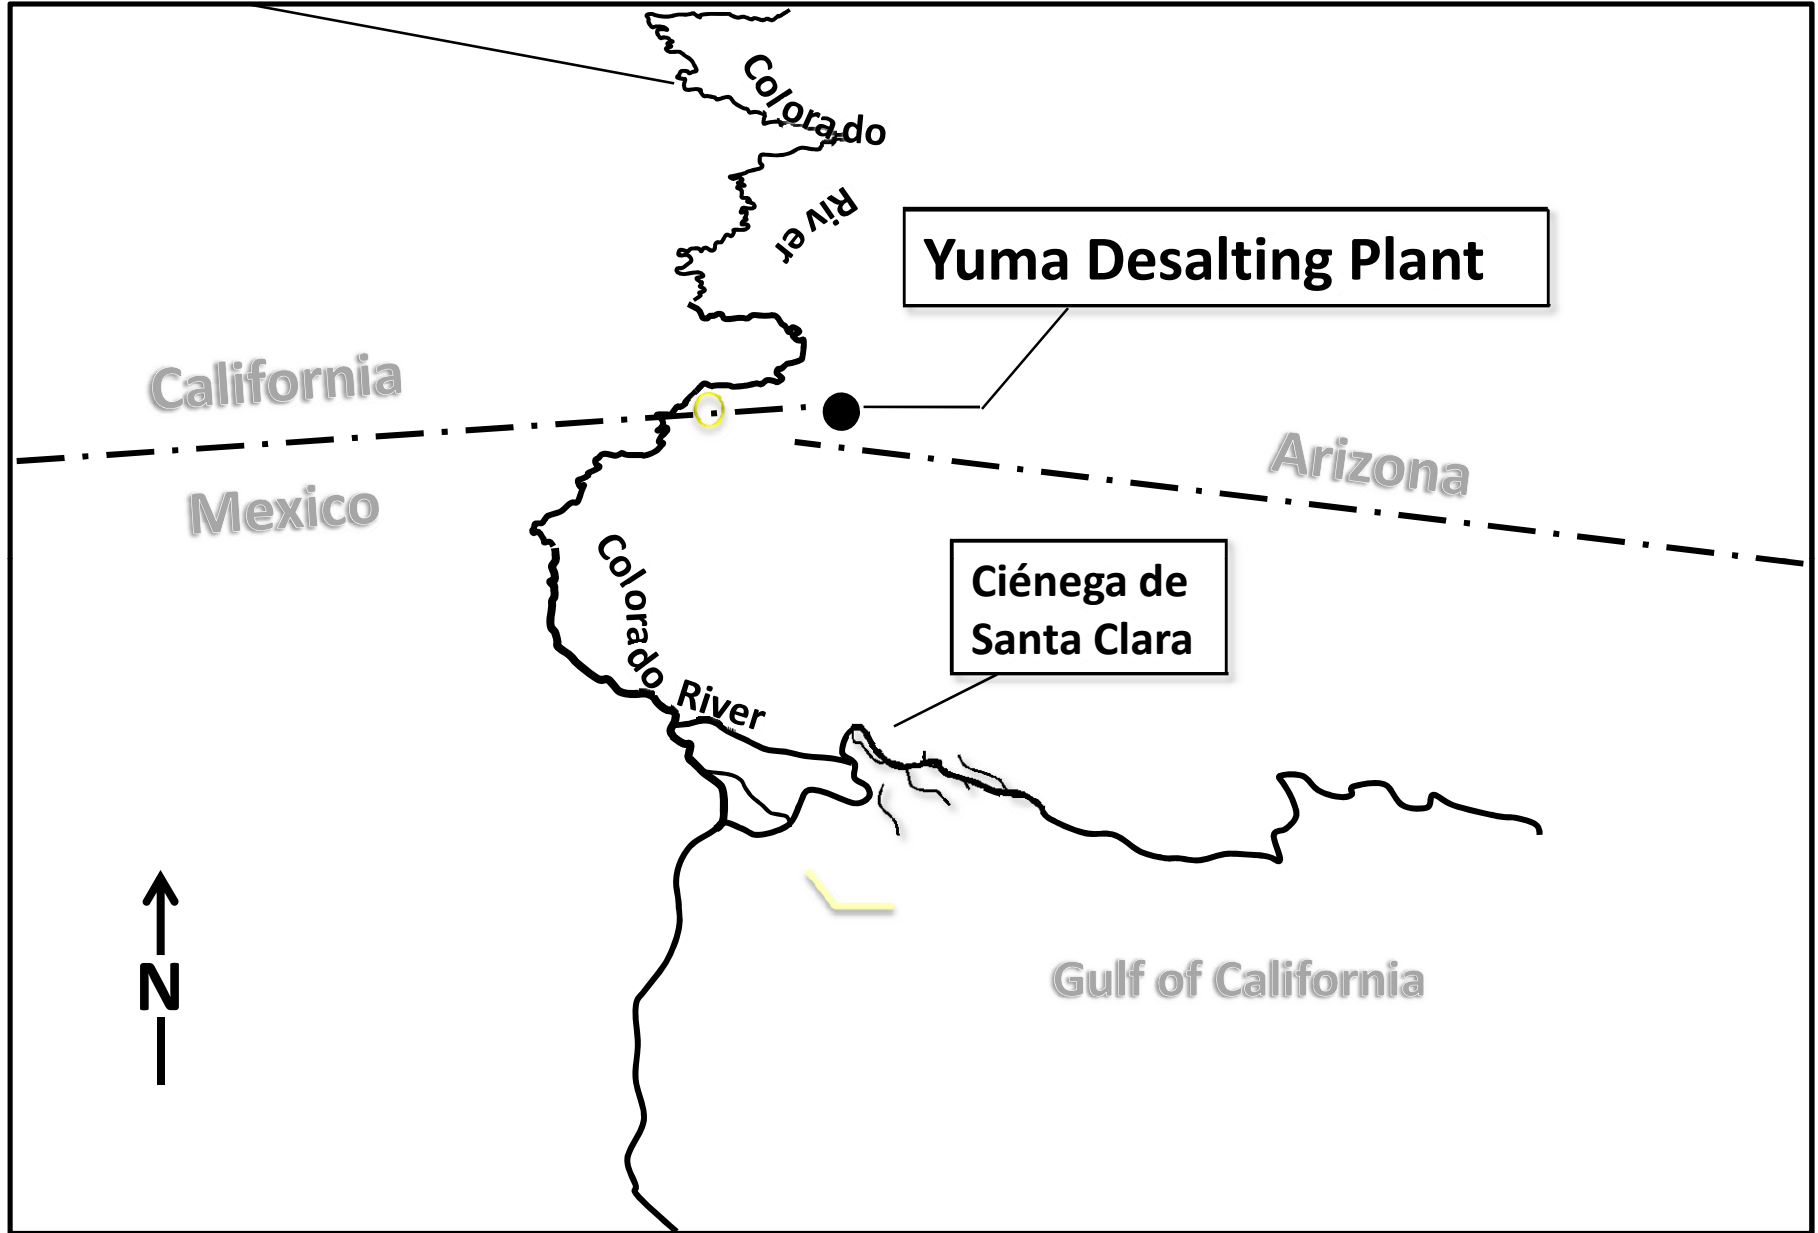 Colorado
River
Yuma Desalting Plant
California
Mexico
Arizona
Ciénega de
Santa Clara
Colorado
River
Gulf of California
N